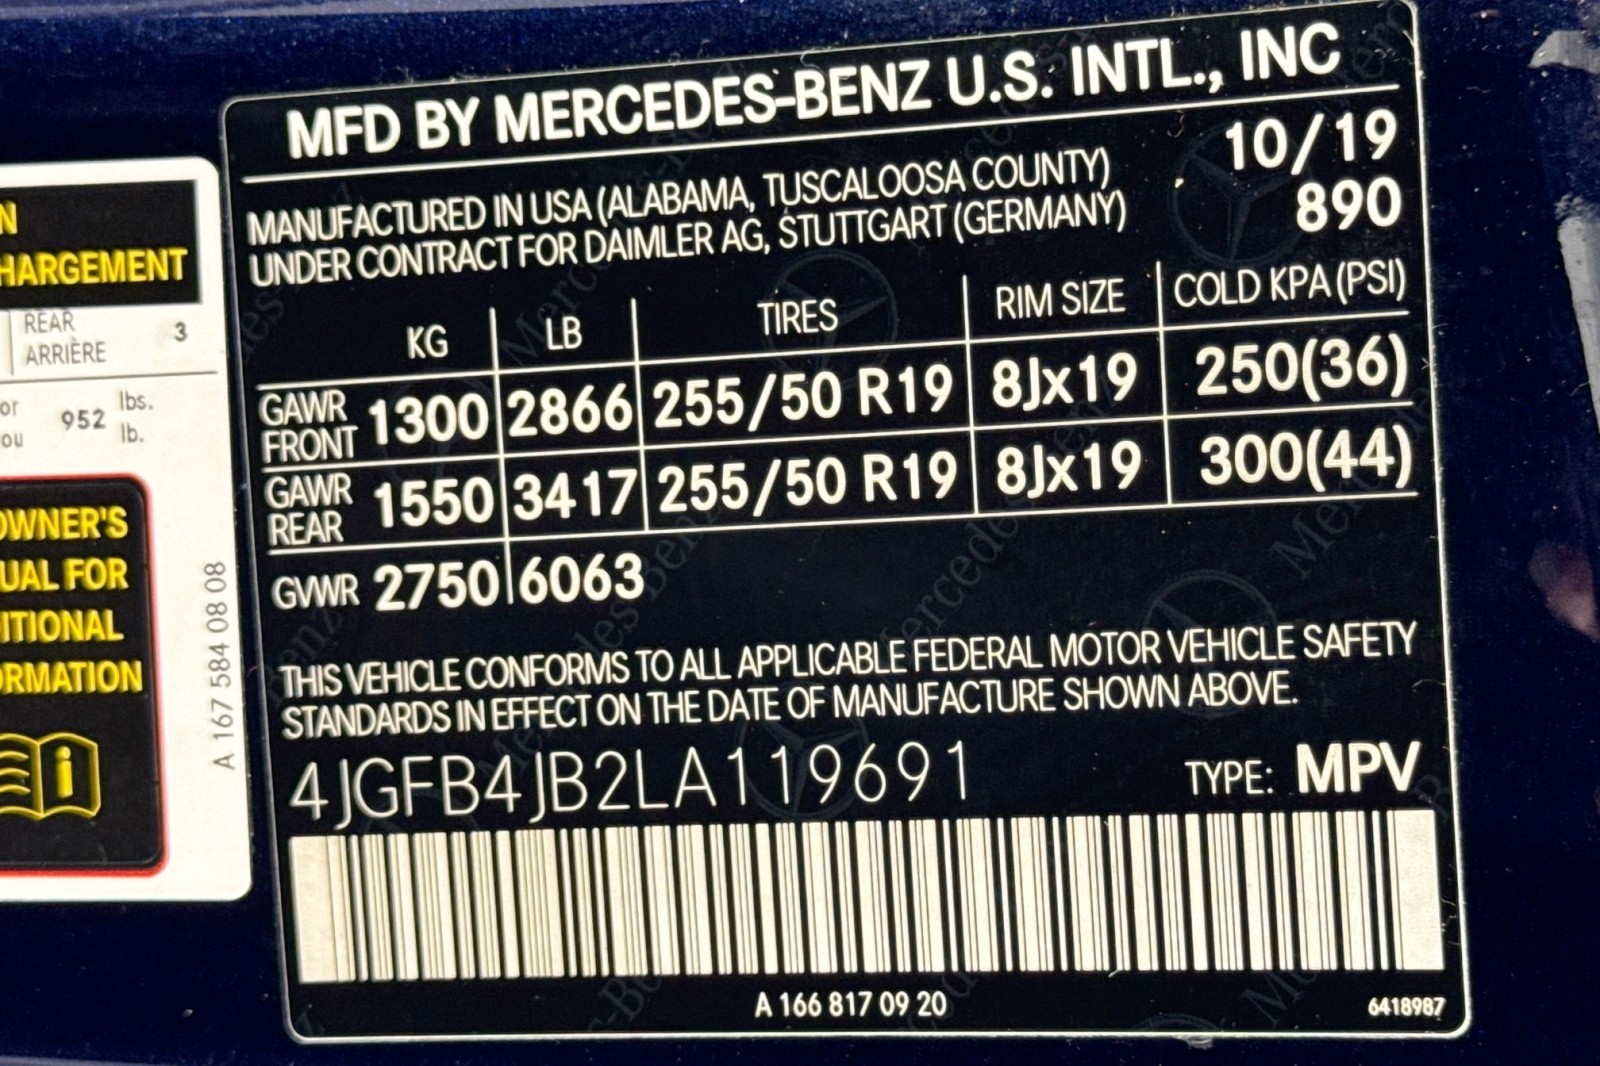 MFD BY MERCEDES-BENZ U.S. INTL., INC
MANUFACTURED IN USA (ALABAMA, TUSCALOOSA COUNTY) 10/19
UNDER CONTRACT FOR DAIMLER AG, STUTTGART (GERMANY) 890
KG LB TIRES RIM SIZE COLD KPA (PSI)
GAWR FRONT 1300 2866 255/50 R19 8Jx19 250(36)
GAWR REAR 1550 3417 255/50 R19 8Jx19 300(44)
GVWR 2750 6063
THIS VEHICLE CONFORMS TO ALL APPLICABLE FEDERAL MOTOR VEHICLE SAFETY
STANDARDS IN EFFECT ON THE DATE OF MANUFACTURE SHOWN ABOVE.
4JGFB4JB2LA119691 TYPE: MPV
A 166 817 09 20 6418987
N
HARGEMENT
REAR 3
ARRIÈRE
or 952 lbs.
ou lb.
OWNER'S
UAL FOR
ITIONAL
ORMATION
A 167 584 08 08